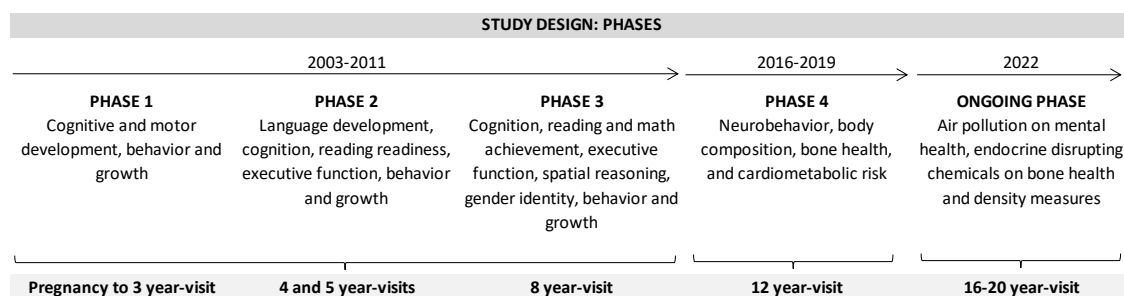 STUDY DESIGN: PHASES
2003-2011
2016-2019
2022
PHASE 1
Cognitive and motor
development, behavior and
growth
PHASE 2
Language development,
cognition, reading readiness,
executive function, behavior
and growth
PHASE 3
Cognition, reading and math
achievement, executive
function, spatial reasoning,
gender identity, behavior and
growth
PHASE 4
Neurobehavior, body
composition, bone health,
and cardiometabolic risk
ONGOING PHASE
Air pollution on mental
health, endocrine disrupting
chemicals on bone health
and density measures
Pregnancy to 3 year-visit
4 and 5 year-visits
8 year-visit
12 year-visit
16-20 year-visit